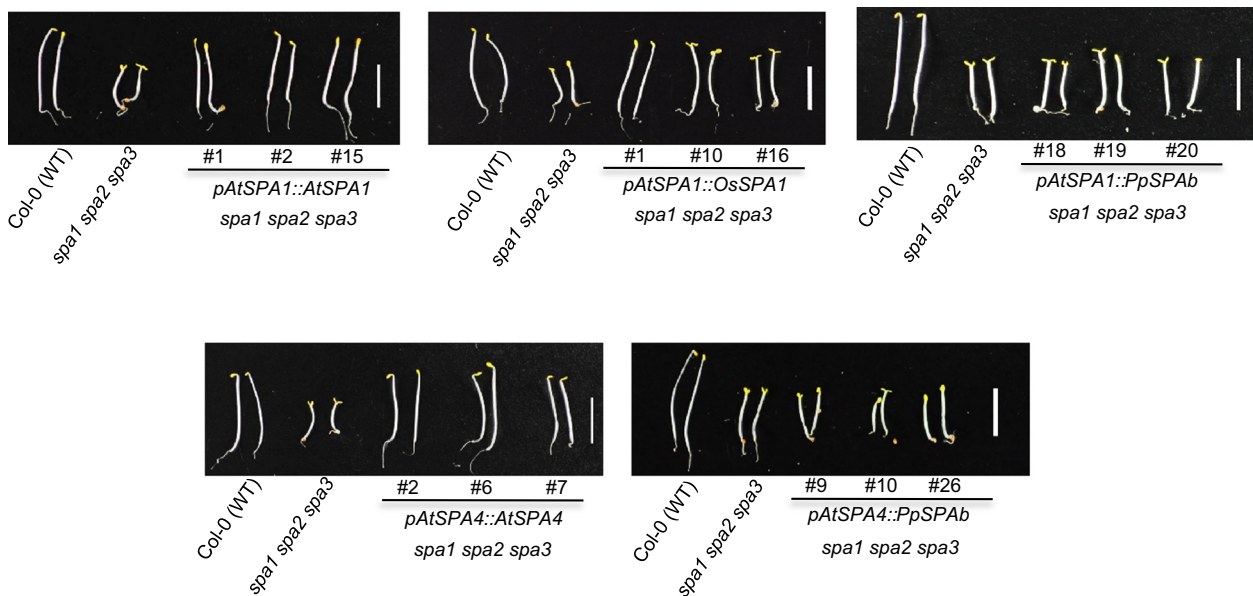 Col-0 (WT)
spa1 spa2 spa3
#1 #2 #15
pAtSPA1::AtSPA1
spa1 spa2 spa3
Col-0 (WT)
spa1 spa2 spa3
#1 #10 #16
pAtSPA1::OsSPA1
spa1 spa2 spa3
Col-0 (WT)
spa1 spa2 spa3
#18 #19 #20
pAtSPA1::PpSPAb
spa1 spa2 spa3
Col-0 (WT)
spa1 spa2 spa3
#2 #6 #7
pAtSPA4::AtSPA4
spa1 spa2 spa3
Col-0 (WT)
spa1 spa2 spa3
#9 #10 #26
pAtSPA4::PpSPAb
spa1 spa2 spa3